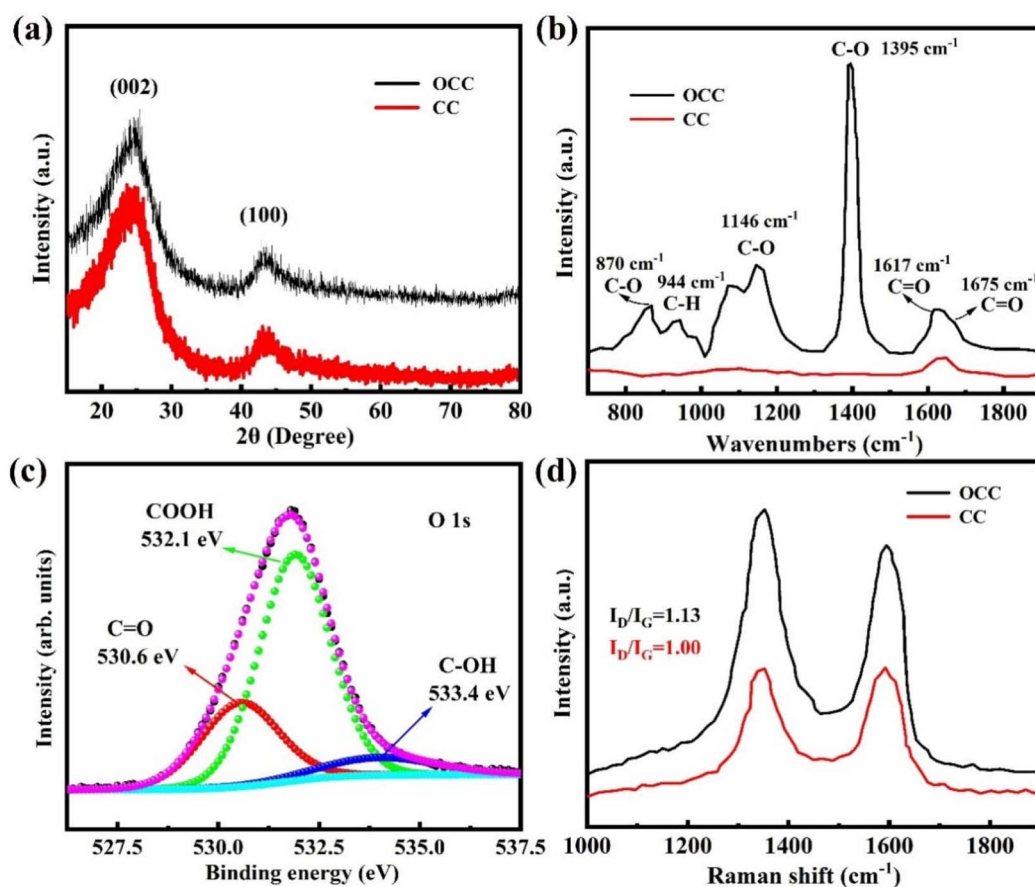 (a)
(002)
OCC
CC
(100)
Intensity (a.u.)
20 30 40 50 60 70 80
2θ (Degree)
(b)
C-O 1395 cm⁻¹
OCC
CC
1146 cm⁻¹
C-O
870 cm⁻¹
C-O
944 cm⁻¹
C-H
1617 cm⁻¹
C=O
1675 cm⁻¹
C=O
Intensity (a.u.)
800 1000 1200 1400 1600 1800
Wavenumbers (cm⁻¹)
(c)
COOH
532.1 eV
O 1s
C=O
530.6 eV
C-OH
533.4 eV
Intensity (arb. units)
527.5 530.0 532.5 535.0 537.5
Binding energy (eV)
(d)
OCC
CC
I_D/I_G=1.13
I_D/I_G=1.00
Intensity (a.u.)
1000 1200 1400 1600 1800
Raman shift (cm⁻¹)